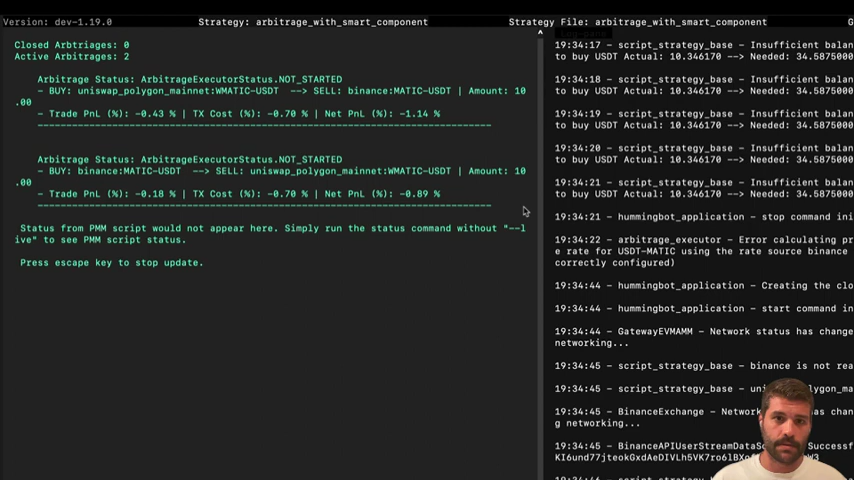 Version: dev-1.19.0
Strategy: arbitrage_with_smart_component
Strategy File: arbitrage_with_smart_component
G
Closed Arbtriages: 0
Active Arbitrages: 2
Arbitrage Status: ArbitrageExecutorStatus.NOT_STARTED
- BUY: uniswap_polygon_mainnet:WMATIC-USDT --> SELL: binance:MATIC-USDT | Amount: 10
.00
- Trade PnL (%): -0.43 % | TX Cost (%): -0.70 % | Net PnL (%): -1.14 %
Arbitrage Status: ArbitrageExecutorStatus.NOT_STARTED
- BUY: binance:MATIC-USDT --> SELL: uniswap_polygon_mainnet:WMATIC-USDT | Amount: 10
.00
- Trade PnL (%): -0.18 % | TX Cost (%): -0.70 % | Net PnL (%): -0.89 %
Status from PMM script would not appear here. Simply run the status command without "--l
ive" to see PMM script status.
Press escape key to stop update.
19:34:17 - script_strategy_base - Insufficient balan
to buy USDT Actual: 10.346170 --> Needed: 34.5875000
19:34:18 - script_strategy_base - Insufficient balan
to buy USDT Actual: 10.346170 --> Needed: 34.5875000
19:34:19 - script_strategy_base - Insufficient balan
to buy USDT Actual: 10.346170 --> Needed: 34.5875000
19:34:20 - script_strategy_base - Insufficient balan
to buy USDT Actual: 10.346170 --> Needed: 34.5875000
19:34:21 - script_strategy_base - Insufficient balan
to buy USDT Actual: 10.346170 --> Needed: 34.5875000
19:34:21 - hummingbot_application - stop command ini
19:34:22 - arbitrage_executor - Error calculating pr
e rate for USDT-MATIC using the rate source binance
correctly configured)
19:34:44 - hummingbot_application - Creating the clo
19:34:44 - hummingbot_application - start command in
19:34:44 - GatewayEVMAMM - Network status has change
networking...
19:34:45 - script_strategy_base - binance is not rea
19:34:45 - script_strategy_base - uni
ygon_ma
19:34:45 - BinanceExchange - Networ
has chan
g networking...
19:34:45 - BinanceAPIUserStreamDataSo
Successf